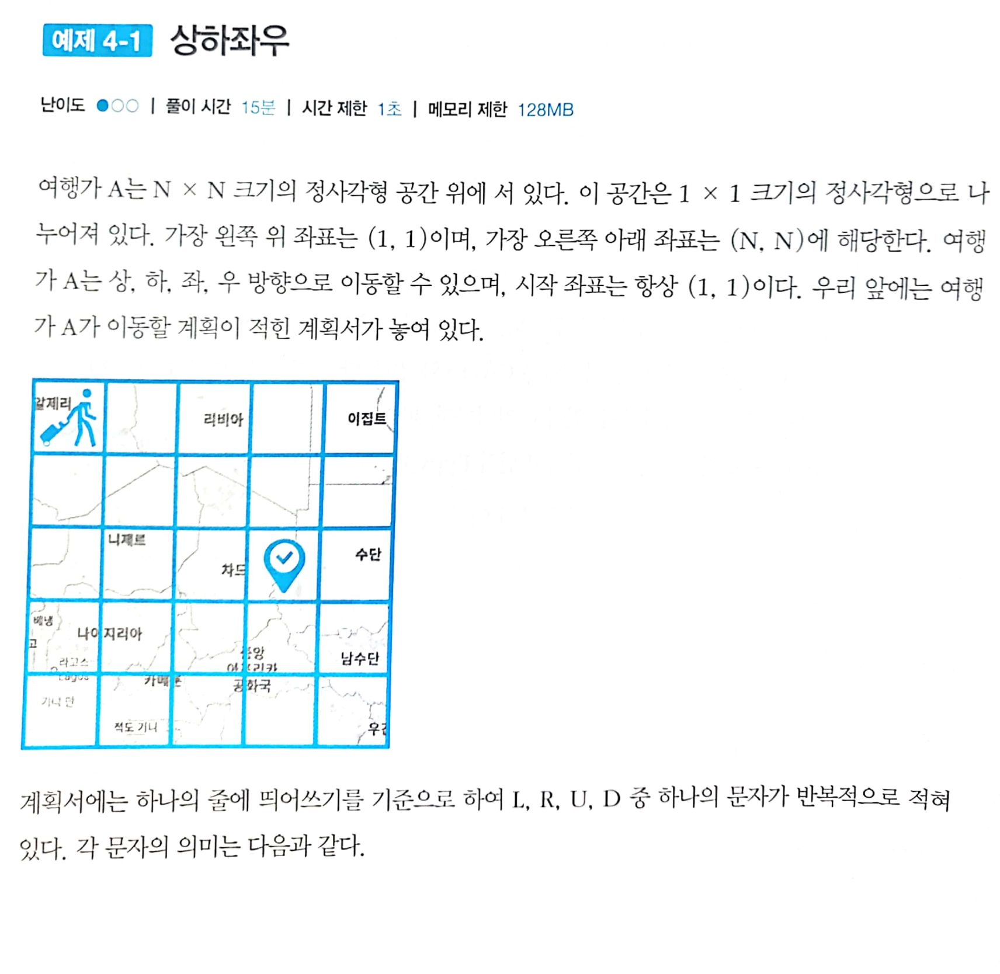 예제 4-1 상하좌우
난이도 ●○○ | 풀이 시간 15분 | 시간 제한 1초 | 메모리 제한 128MB
여행가 A는 N × N 크기의 정사각형 공간 위에 서 있다. 이 공간은 1 × 1 크기의 정사각형으로 나
누어져 있다. 가장 왼쪽 위 좌표는 (1, 1)이며, 가장 오른쪽 아래 좌표는 (N, N)에 해당한다. 여행
가 A는 상, 하, 좌, 우 방향으로 이동할 수 있으며, 시작 좌표는 항상 (1, 1)이다. 우리 앞에는 여행
가 A가 이동할 계획이 적힌 계획서가 놓여 있다.
알제리
리비아
이집트
니제르
차드
수단
베냉
고
나이지리아
중앙
아프리카
공화국
남수단
라고스
Lagos
카메룬
기니 만
적도 기니
우간
계획서에는 하나의 줄에 띄어쓰기를 기준으로 하여 L, R, U, D 중 하나의 문자가 반복적으로 적혀
있다. 각 문자의 의미는 다음과 같다.